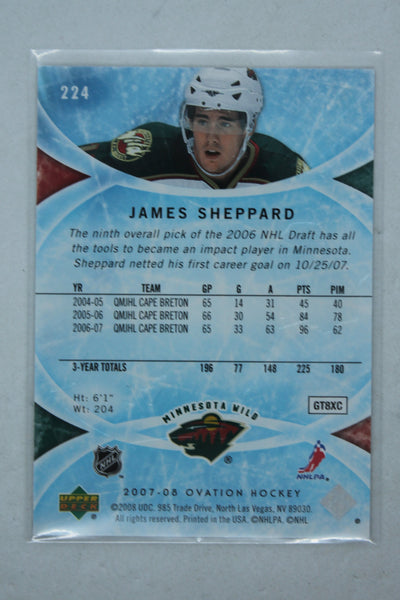 224
JAMES SHEPPARD
The ninth overall pick of the 2006 NHL Draft has all
the tools to became an impact player in Minnesota.
Sheppard netted his first career goal on 10/25/07.
YR TEAM GP G A PTS PIM
2004-05 QMJHL CAPE BRETON 65 14 31 45 40
2005-06 QMJHL CAPE BRETON 66 30 54 84 78
2006-07 QMJHL CAPE BRETON 65 33 63 96 62
3-YEAR TOTALS 196 77 148 225 180
Ht: 6'1"
Wt: 204
GT8XC
MINNESOTA WILD
®
NHL
NHLPA.
2007-08 OVATION HOCKEY
UPPER
DECK
©2008 UDC. 985 Trade Drive, North Las Vegas, NV 89030.
All rights reserved. Printed in the USA. ©NHLPA. ©NHL